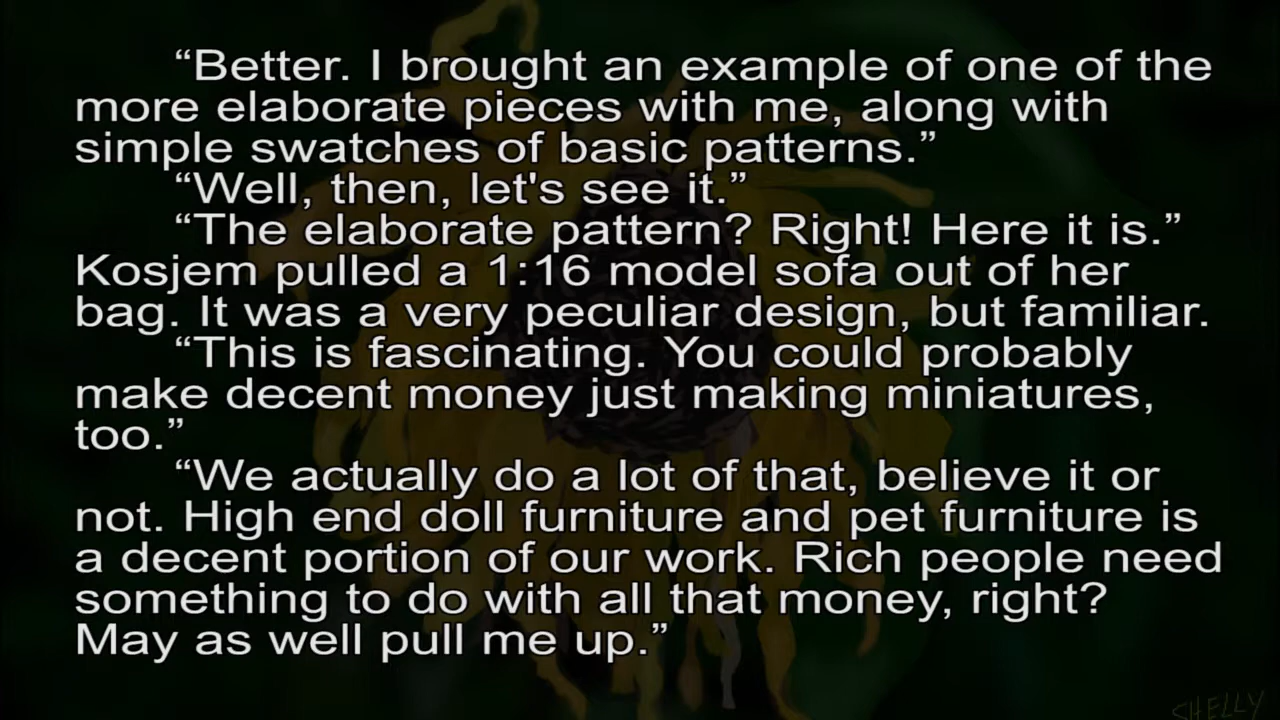 “Better. I brought an example of one of the
more elaborate pieces with me, along with
simple swatches of basic patterns.”
“Well, then, let's see it.”
“The elaborate pattern? Right! Here it is.”
Kosjem pulled a 1:16 model sofa out of her
bag. It was a very peculiar design, but familiar.
“This is fascinating. You could probably
make decent money just making miniatures,
too.”
“We actually do a lot of that, believe it or
not. High end doll furniture and pet furniture is
a decent portion of our work. Rich people need
something to do with all that money, right?
May as well pull me up.”
SHELLY